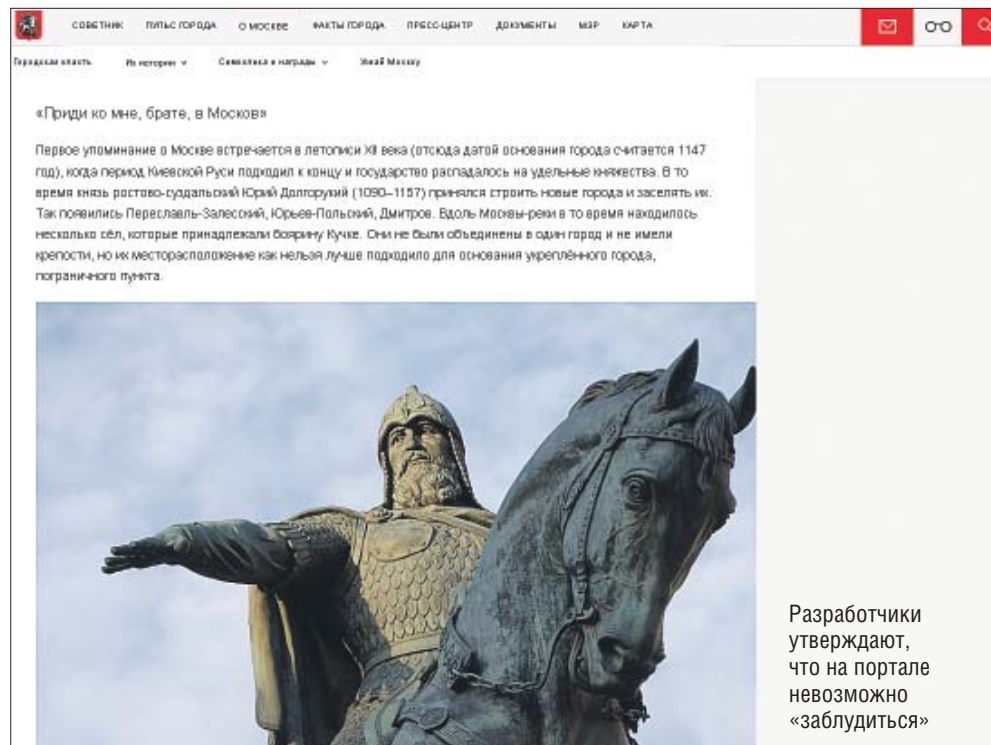 СОВЕТНИК ПУЛЬС ГОРОДА О МОСКВЕ ФАКТЫ ГОРОДА ПРЕСС-ЦЕНТР ДОКУМЕНТЫ МЭР КАРТА
Городская власть Из истории Символика и награды Узнай Москву
«Приди ко мне, брате, в Москов»
Первое упоминание о Москве встречается в летописи XII века (отсюда датой основания города считается 1147
год), когда период Киевской Руси подходил к концу и государство распадалось на удельные княжества. В то
время князь ростово-суздальский Юрий Долгорукий (1090–1157) принялся строить новые города и заселять их.
Так появились Переславль-Залесский, Юрьев-Польский, Дмитров. Вдоль Москвы-реки в то время находилось
несколько сёл, которые принадлежали боярину Кучке. Они не были объединены в один город и не имели
крепости, но их месторасположение как нельзя лучше подходило для основания укреплённого города,
пограничного пункта.
Разработчики
утверждают,
что на портале
невозможно
«заблудиться»